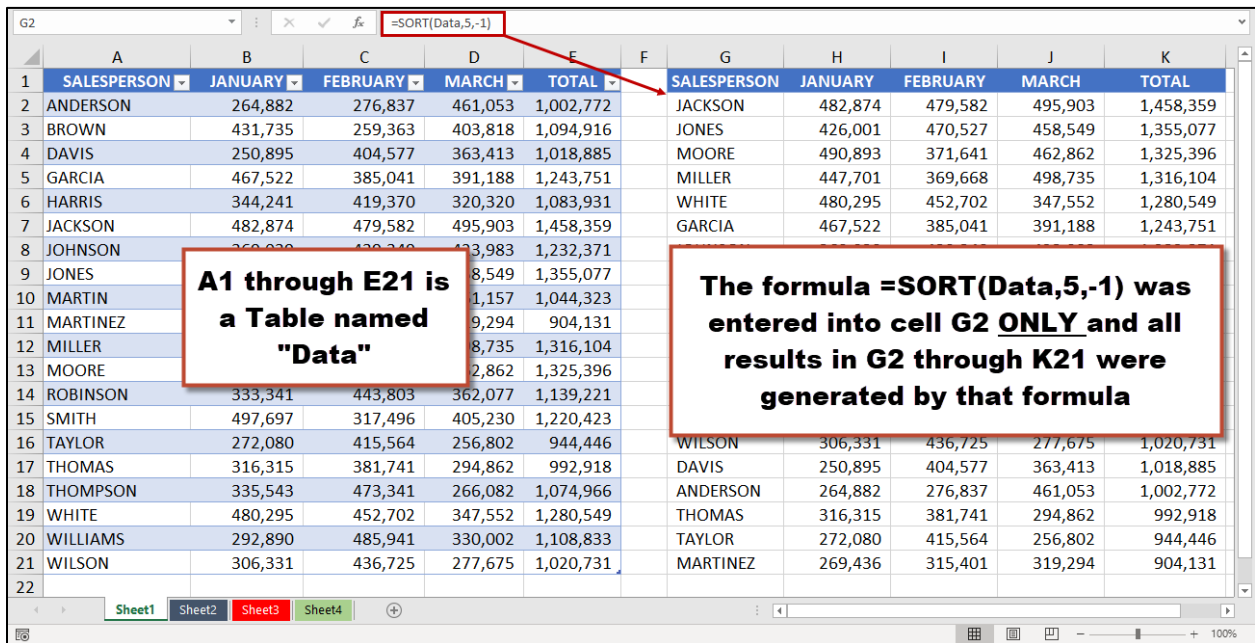 G2 fx =SORT(Data,5,-1)
A B C D E F G H I J K
1 SALESPERSON JANUARY FEBRUARY MARCH TOTAL SALESPERSON JANUARY FEBRUARY MARCH TOTAL
2 ANDERSON 264,882 276,837 461,053 1,002,772 JACKSON 482,874 479,582 495,903 1,458,359
3 BROWN 431,735 259,363 403,818 1,094,916 JONES 426,001 470,527 458,549 1,355,077
4 DAVIS 250,895 404,577 363,413 1,018,885 MOORE 490,893 371,641 462,862 1,325,396
5 GARCIA 467,522 385,041 391,188 1,243,751 MILLER 447,701 369,668 498,735 1,316,104
6 HARRIS 344,241 419,370 320,320 1,083,931 WHITE 480,295 452,702 347,552 1,280,549
7 JACKSON 482,874 479,582 495,903 1,458,359 GARCIA 467,522 385,041 391,188 1,243,751
8 JOHNSON 1,232,371
9 JONES 1,355,077
10 MARTIN 1,044,323
11 MARTINEZ 904,131
12 MILLER 1,316,104
13 MOORE 1,325,396
A1 through E21 is
a Table named
"Data"
The formula =SORT(Data,5,-1) was
entered into cell G2 ONLY and all
results in G2 through K21 were
generated by that formula
14 ROBINSON 333,341 443,803 362,077 1,139,221
15 SMITH 497,697 317,496 405,230 1,220,423
16 TAYLOR 272,080 415,564 256,802 944,446 WILSON 306,331 436,725 277,675 1,020,731
17 THOMAS 316,315 381,741 294,862 992,918 DAVIS 250,895 404,577 363,413 1,018,885
18 THOMPSON 335,543 473,341 266,082 1,074,966 ANDERSON 264,882 276,837 461,053 1,002,772
19 WHITE 480,295 452,702 347,552 1,280,549 THOMAS 316,315 381,741 294,862 992,918
20 WILLIAMS 292,890 485,941 330,002 1,108,833 TAYLOR 272,080 415,564 256,802 944,446
21 WILSON 306,331 436,725 277,675 1,020,731 MARTINEZ 269,436 315,401 319,294 904,131
22
Sheet1 Sheet2 Sheet3 Sheet4
100%